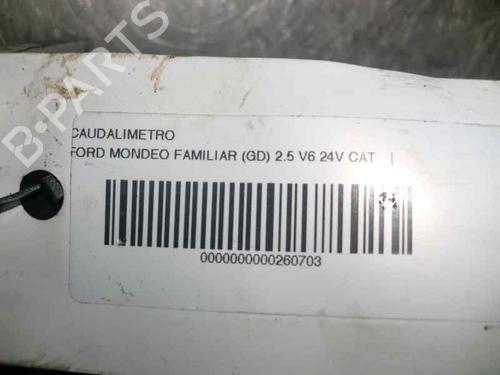 B-PARTS
CAUDALIMETRO
FORD MONDEO FAMILIAR (GD) 2.5 V6 24V CAT |
0000000000260703